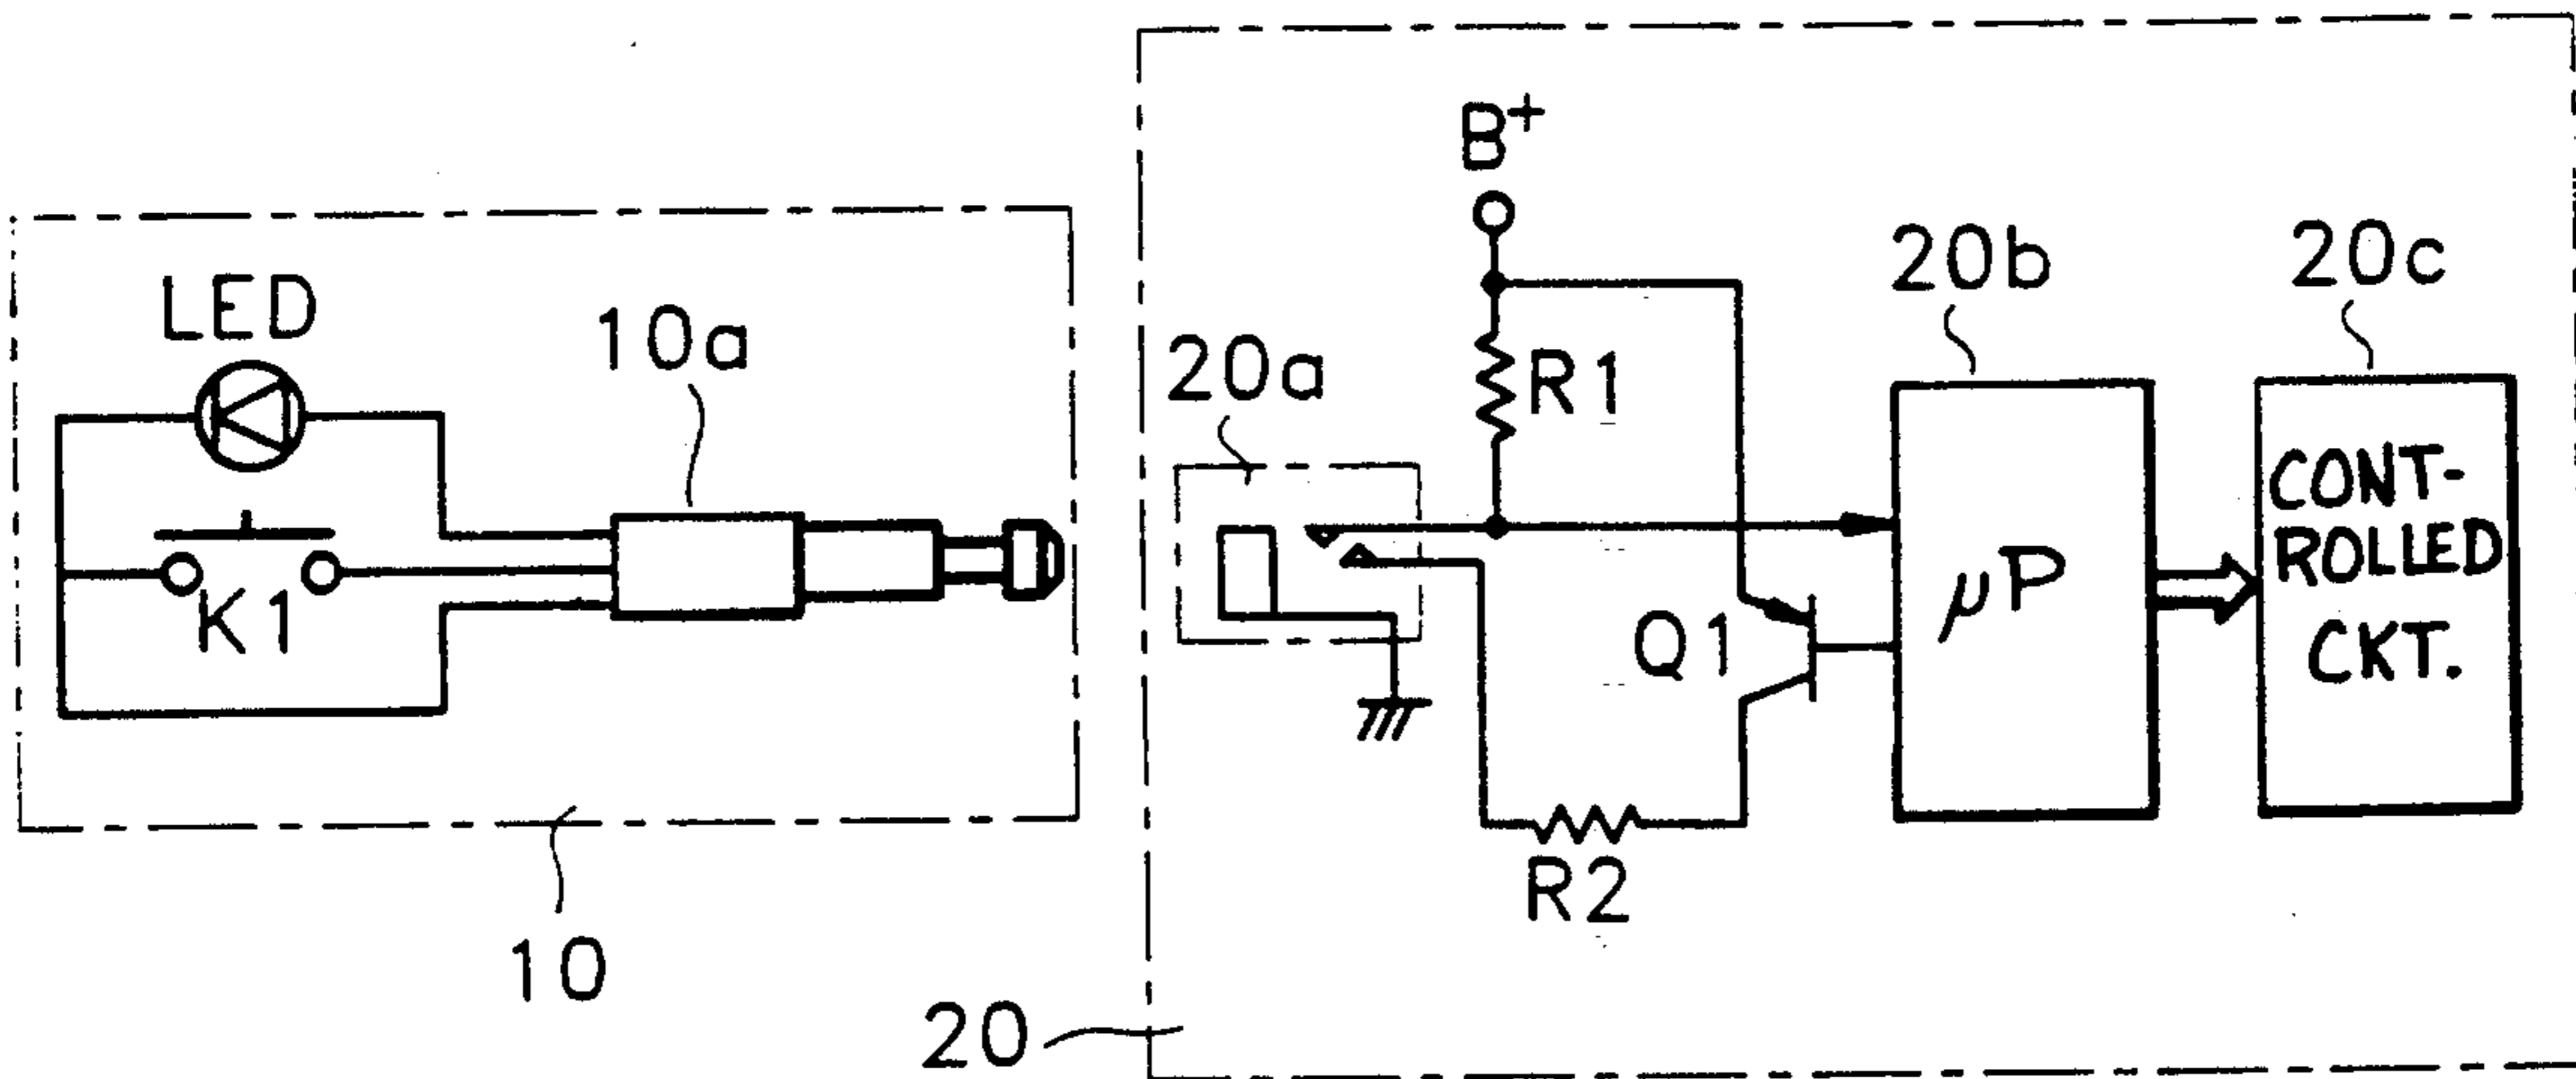 LED
10a
K1
10
20
20a
B+
R1
Q1
R2
20b
μP
20c
CONT-
ROLLED
CKT.